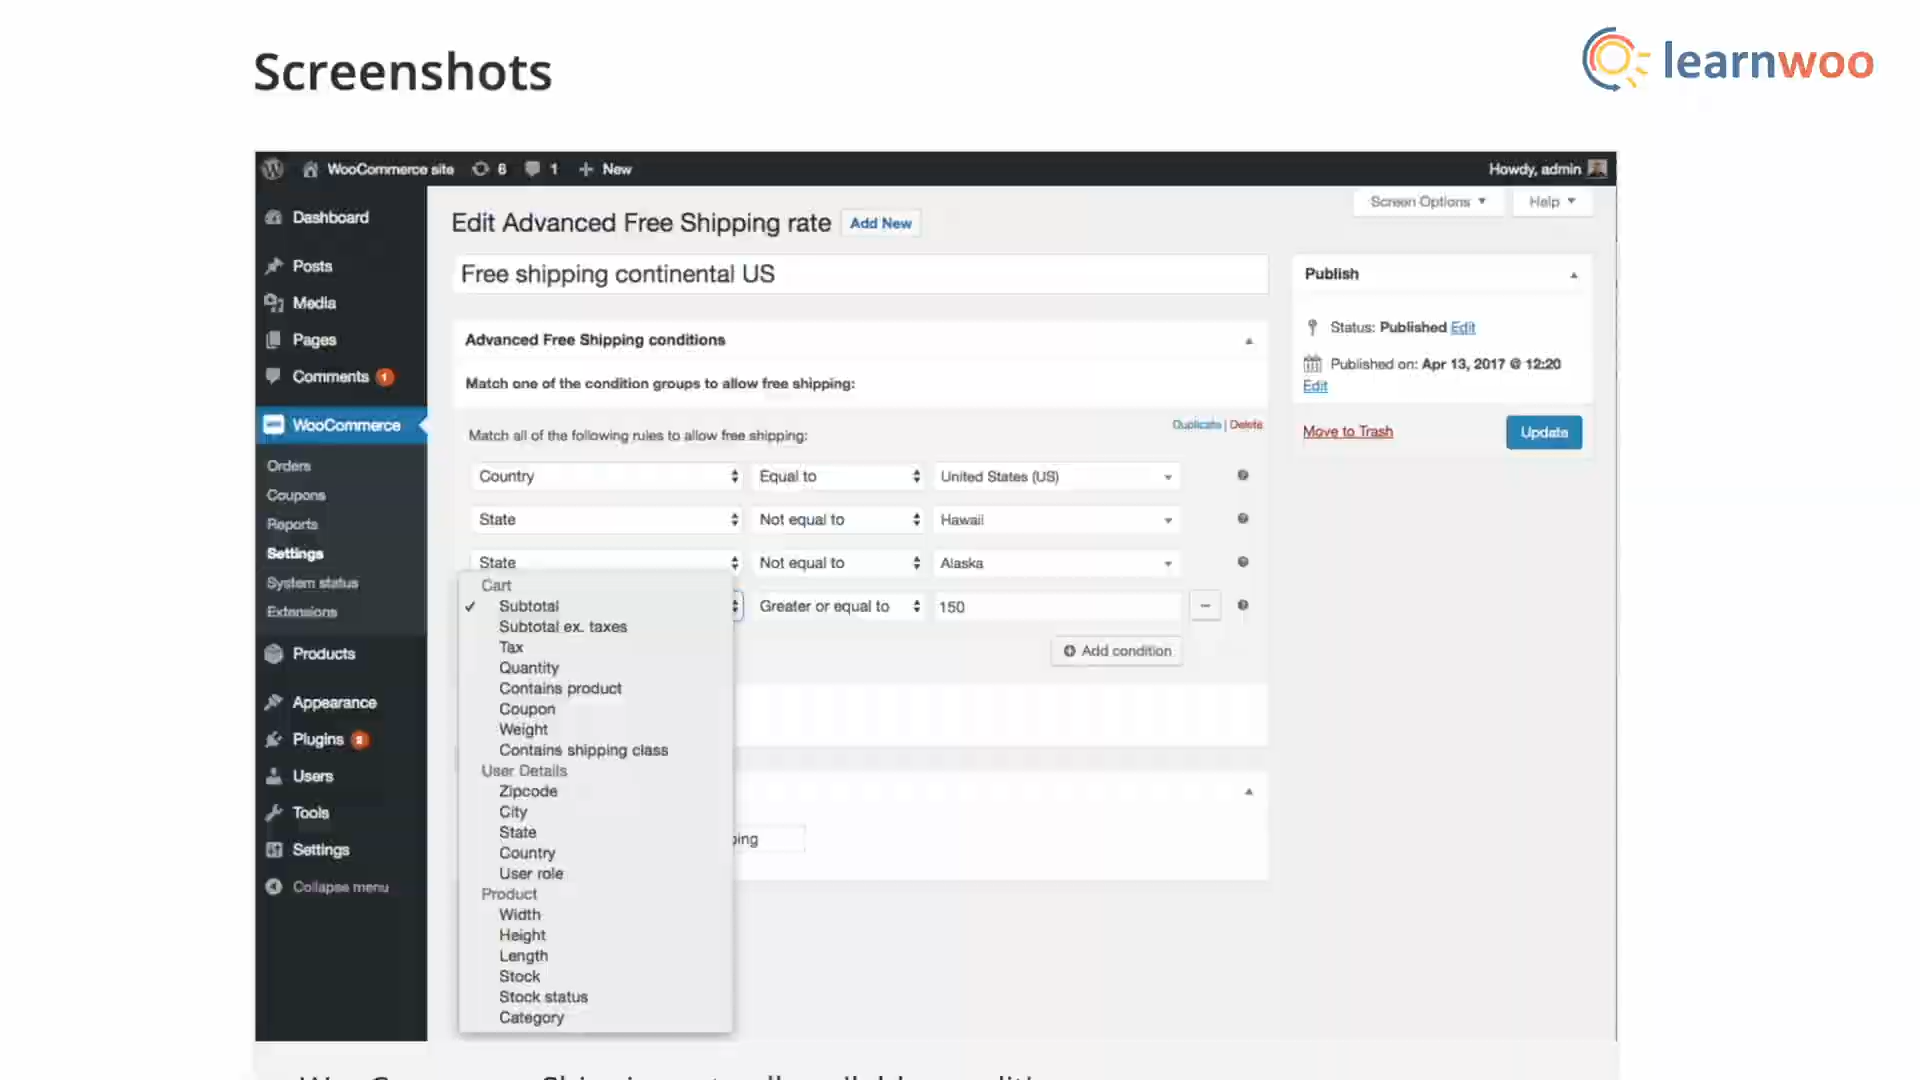 Screenshots
learnwoo
WooCommerce site 6 1 + New
Howdy, admin
Dashboard
Posts
Media
Pages
Comments 1
WooCommerce
Orders
Coupons
Reports
Settings
System status
Extensions
Products
Appearance
Plugins 2
Users
Tools
Settings
Collapse menu
Screen Options
Help
Edit Advanced Free Shipping rate
Add New
Free shipping continental US
Advanced Free Shipping conditions
Match one of the condition groups to allow free shipping:
Match all of the following rules to allow free shipping:
Duplicate | Delete
Country Equal to United States (US)
State Not equal to Hawaii
State Not equal to Alaska
Greater or equal to 150 −
Add condition
Cart
✓ Subtotal
Subtotal ex. taxes
Tax
Quantity
Contains product
Coupon
Weight
Contains shipping class
User Details
Zipcode
City
State
Country
User role
Product
Width
Height
Length
Stock
Stock status
Category
ping
Publish
Status: Published Edit
Published on: Apr 13, 2017 @ 12:20
Edit
Move to Trash
Update